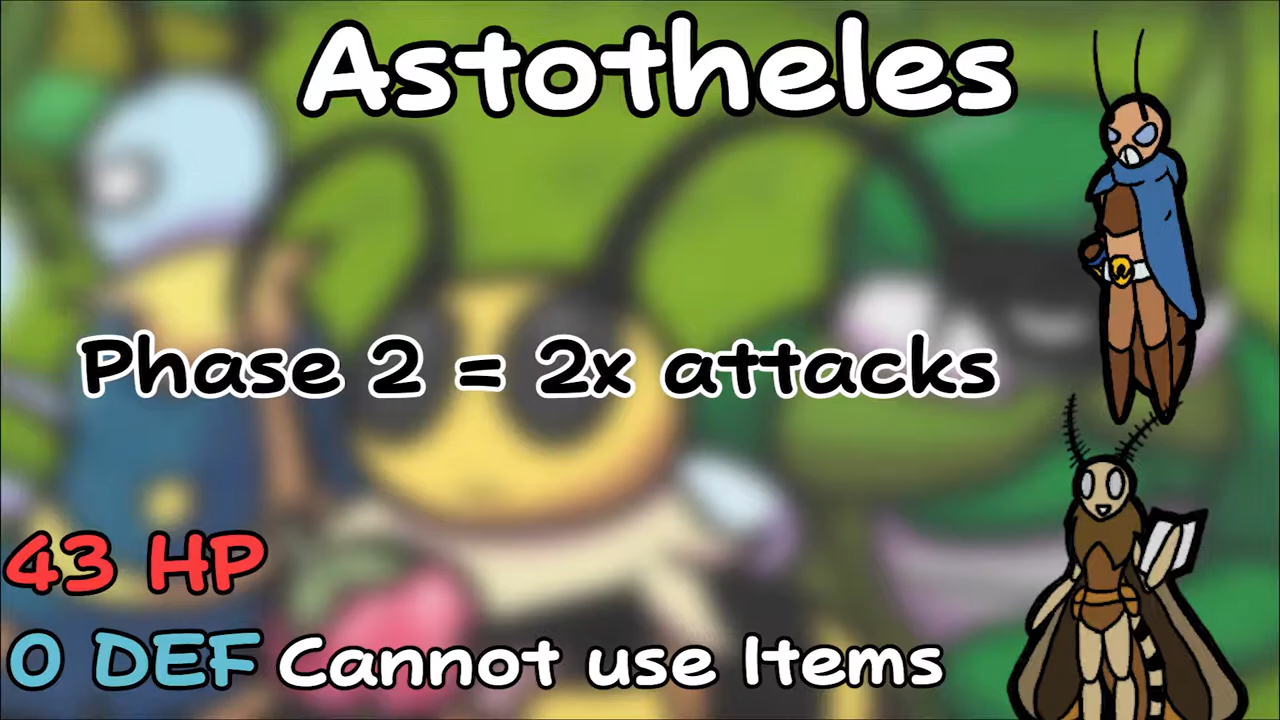 Astotheles
Phase 2 = 2x attacks
43 HP
0 DEF Cannot use Items